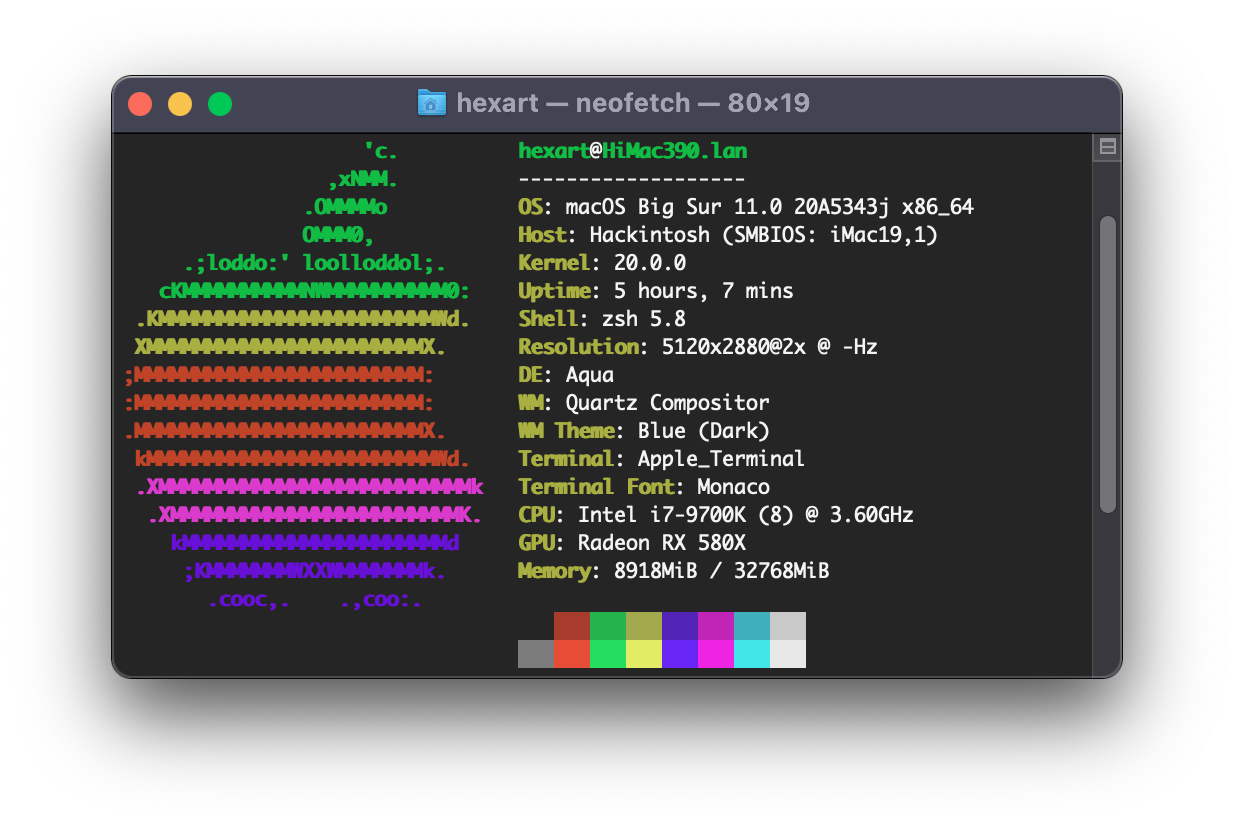 hexart — neofetch — 80×19
'c.
,xNMM.
.OMMMMo
OMMM0,
.;loddo:' loolloddol;.
cKMMMMMMMMMMNWMMMMMMMMMM0:
.KMMMMMMMMMMMMMMMMMMMMMMMWd.
XMMMMMMMMMMMMMMMMMMMMMMMX.
;MMMMMMMMMMMMMMMMMMMMMMMM:
:MMMMMMMMMMMMMMMMMMMMMMMM:
.MMMMMMMMMMMMMMMMMMMMMMMMX.
kMMMMMMMMMMMMMMMMMMMMMMMMWd.
.XMMMMMMMMMMMMMMMMMMMMMMMMMMk
.XMMMMMMMMMMMMMMMMMMMMMMMMK.
kMMMMMMMMMMMMMMMMMMMMMMd
;KMMMMMMMWXXWMMMMMMMk.
.cooc,. .,coo:.
hexart@HiMac390.lan
-------------------
OS: macOS Big Sur 11.0 20A5343j x86_64
Host: Hackintosh (SMBIOS: iMac19,1)
Kernel: 20.0.0
Uptime: 5 hours, 7 mins
Shell: zsh 5.8
Resolution: 5120x2880@2x @ -Hz
DE: Aqua
WM: Quartz Compositor
WM Theme: Blue (Dark)
Terminal: Apple_Terminal
Terminal Font: Monaco
CPU: Intel i7-9700K (8) @ 3.60GHz
GPU: Radeon RX 580X
Memory: 8918MiB / 32768MiB